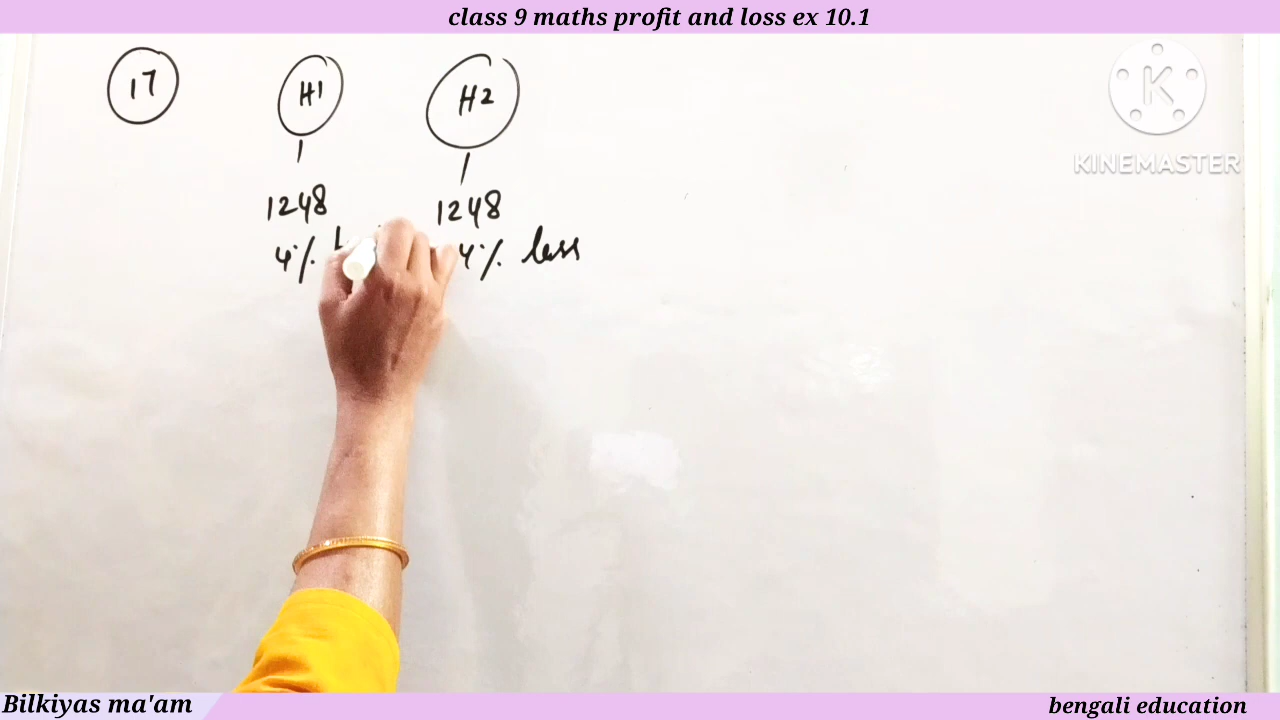 class 9 maths profit and loss ex 10.1
17 H1 H2
K
KINEMASTER
1248 1248
4% 4% loss
Bilkiyas ma'am
bengali education